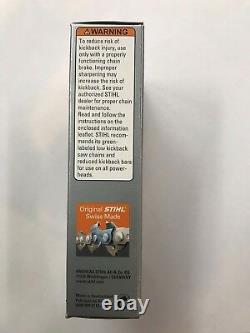 WARNING
To reduce risk of
kickback injury, use
only with a properly
functioning chain
brake. Improper
sharpening may
increase the risk of
kickback. See your
authorized STIHL
dealer for proper chain
maintenance.
Read and follow the
instructions on the
enclosed information
leaflet. STIHL recom-
mends its green-
labeled low kickback
saw chains and
reduced kickback bars
for use on all power-
heads.
Original STIHL
Swiss Made
ANDREAS STIHL AG & Co. KG